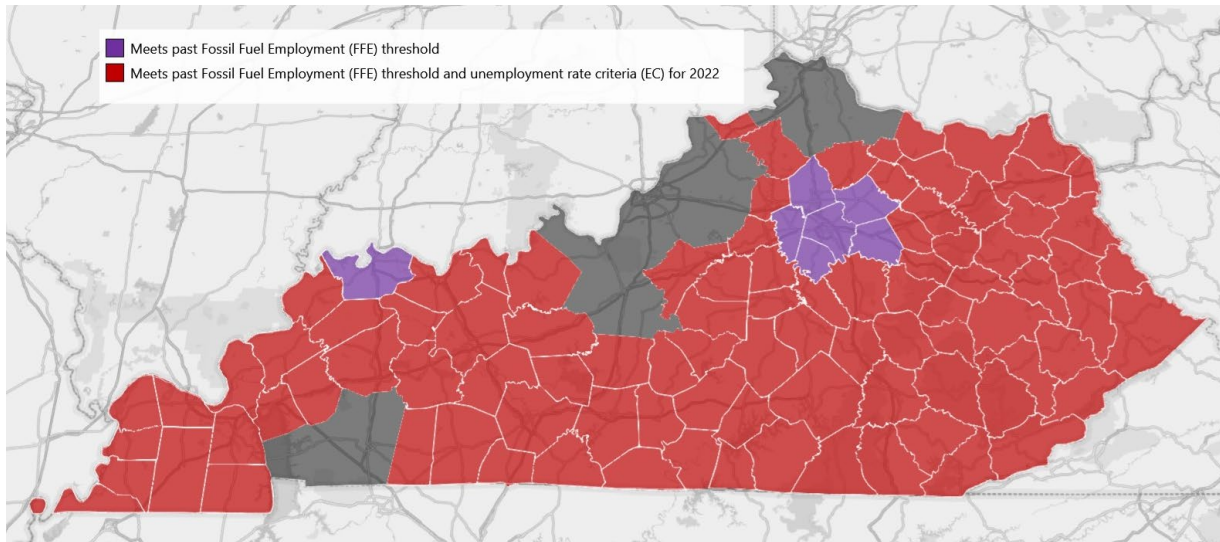 Meets past Fossil Fuel Employment (FFE) threshold
Meets past Fossil Fuel Employment (FFE) threshold and unemployment rate criteria (EC) for 2022